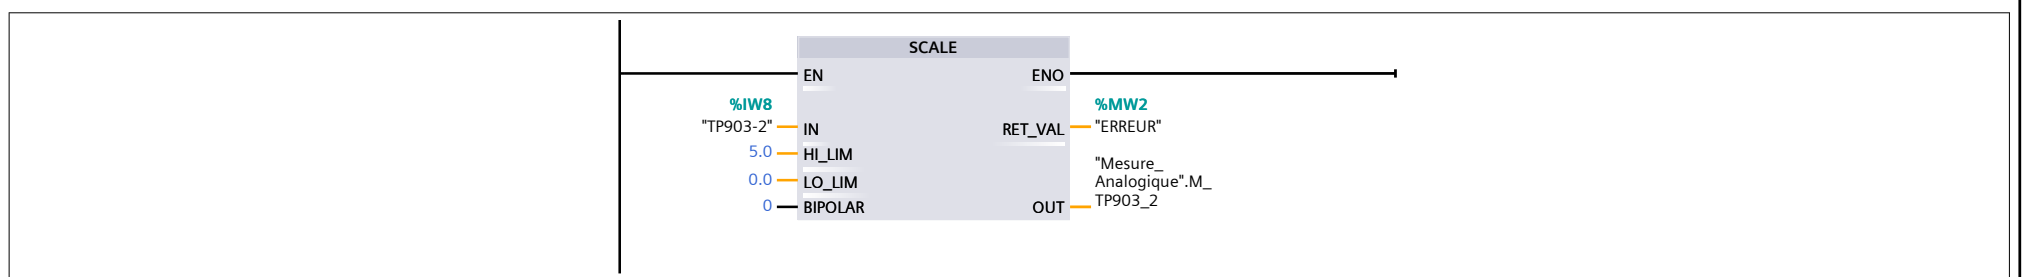 SCALE
EN
ENO
%IW8
%MW2
"TP903-2"
IN
RET_VAL
"ERREUR"
5.0
HI_LIM
"Mesure_
0.0
LO_LIM
Analogique".M_
TP903_2
0
BIPOLAR
OUT